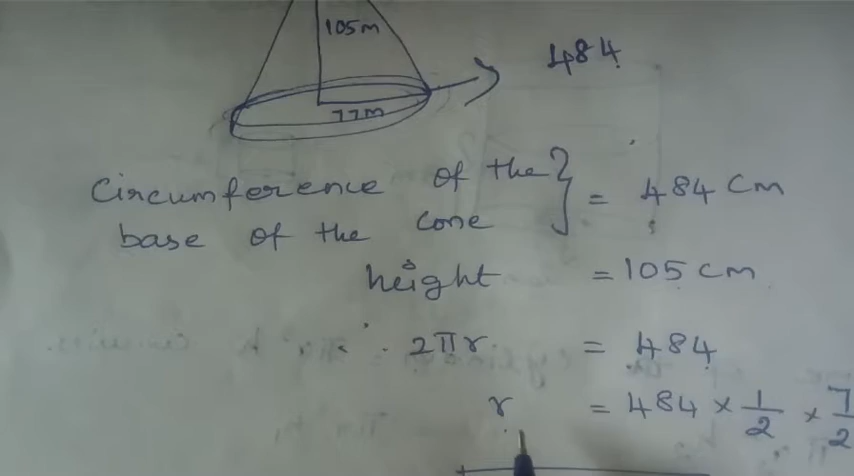 105m
484
77m
Circumference of the } = 484 cm
base of the cone
height = 105 cm
∴ 2πr = 484
r = 484 × 1/2 × 7/2